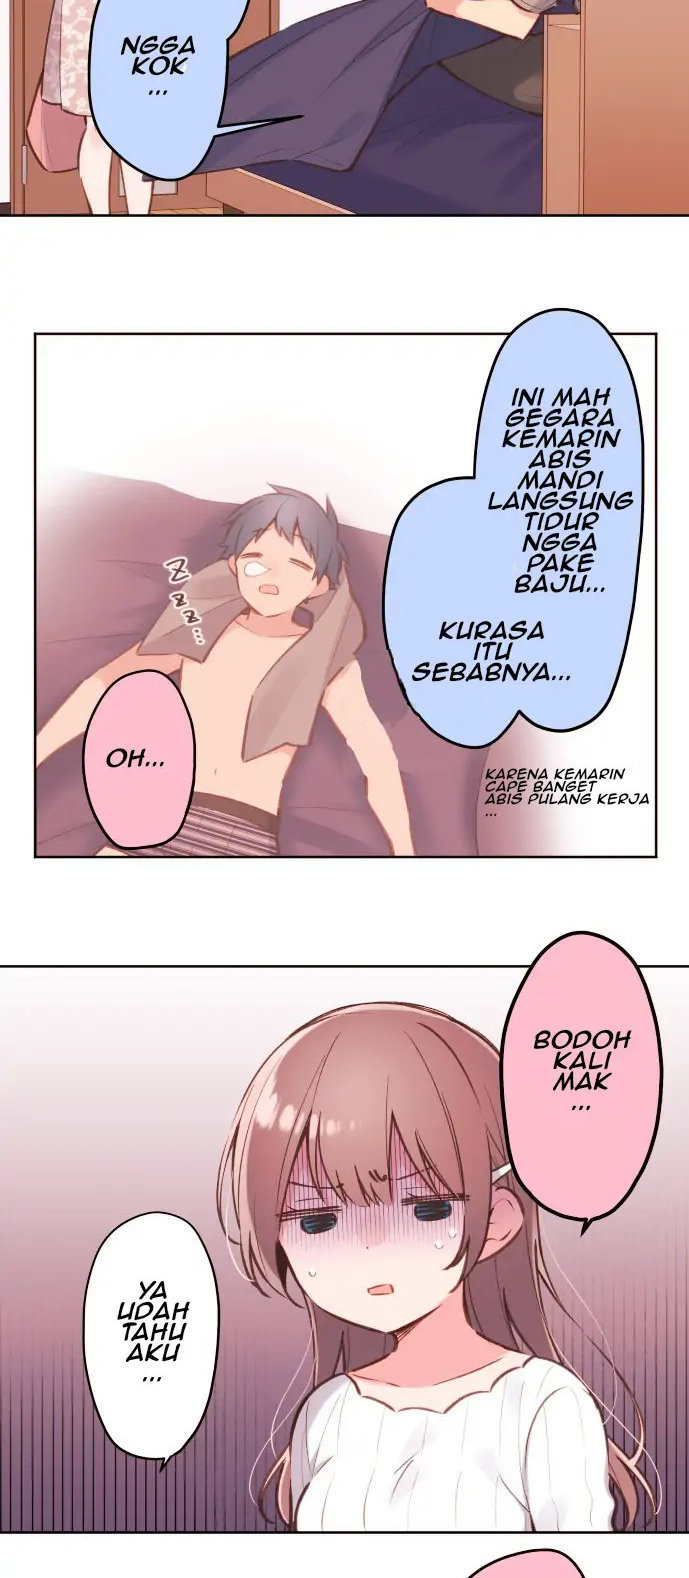 NGGA
KOK
...
INI MAH
GEGARA
KEMARIN
ABIS
MANDI
LANGSUNG
TIDUR
NGGA
PAKE
BAJU...
KURASA
ITU
SEBABNYA...
Z
Z
Z...
OH...
KARENA KEMARIN
CAPE BANGET
ABIS PULANG KERJA
...
BODOH
KALI
MAK
...
YA
UDAH
TAHU
AKU
...